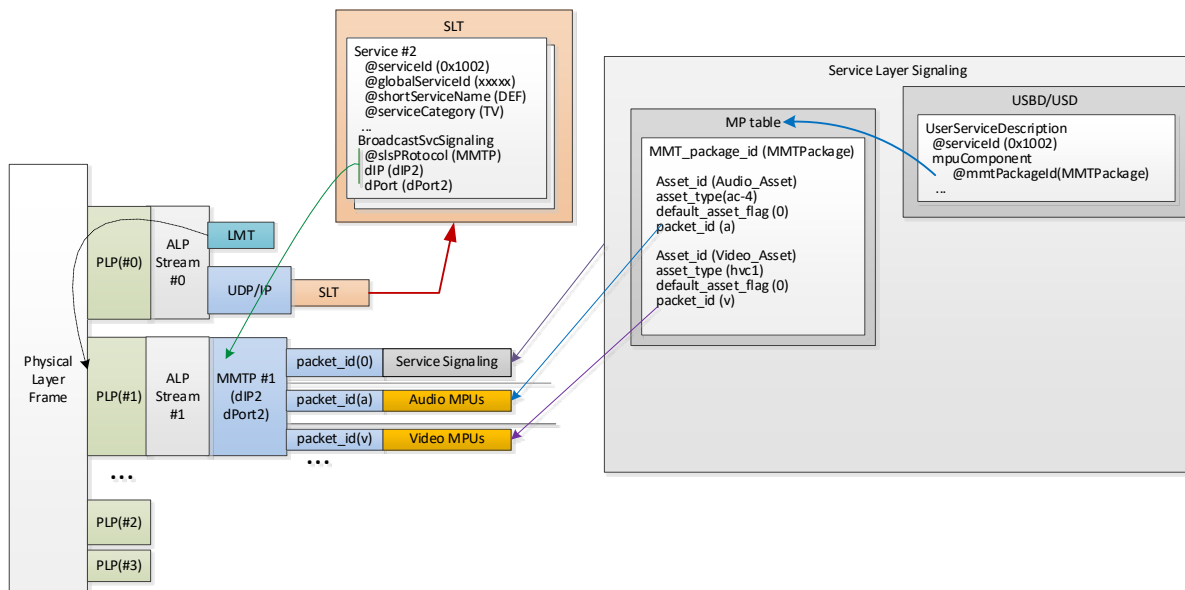 SLT
Service #2
@serviceId (0x1002)
@globalServiceId (xxxxx)
@shortServiceName (DEF)
@serviceCategory (TV)
...
BroadcastSvcSignaling
@slsPRotocol (MMTP)
dIP (dIP2)
dPort (dPort2)
Service Layer Signaling
USBD/USD
UserServiceDescription
@serviceId (0x1002)
mpuComponent
@mmtPackageId(MMTPackage)
...
MP table
MMT_package_id (MMTPackage)
Asset_id (Audio_Asset)
asset_type(ac-4)
default_asset_flag (0)
packet_id (a)
Asset_id (Video_Asset)
asset_type (hvc1)
default_asset_flag (0)
packet_id (v)
Physical
Layer
Frame
PLP(#0)
ALP
Stream
#0
LMT
UDP/IP
SLT
PLP(#1)
ALP
Stream
#1
MMTP #1
(dIP2
dPort2)
packet_id(0)
Service Signaling
packet_id(a)
Audio MPUs
packet_id(v)
Video MPUs
...
...
PLP(#2)
PLP(#3)